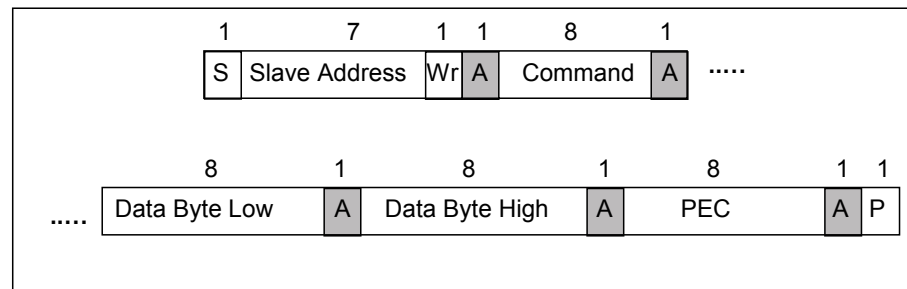 1 7 1 1 8 1
S Slave Address Wr A Command A .....
8 1 8 1 8 1 1
..... Data Byte Low A Data Byte High A PEC A P